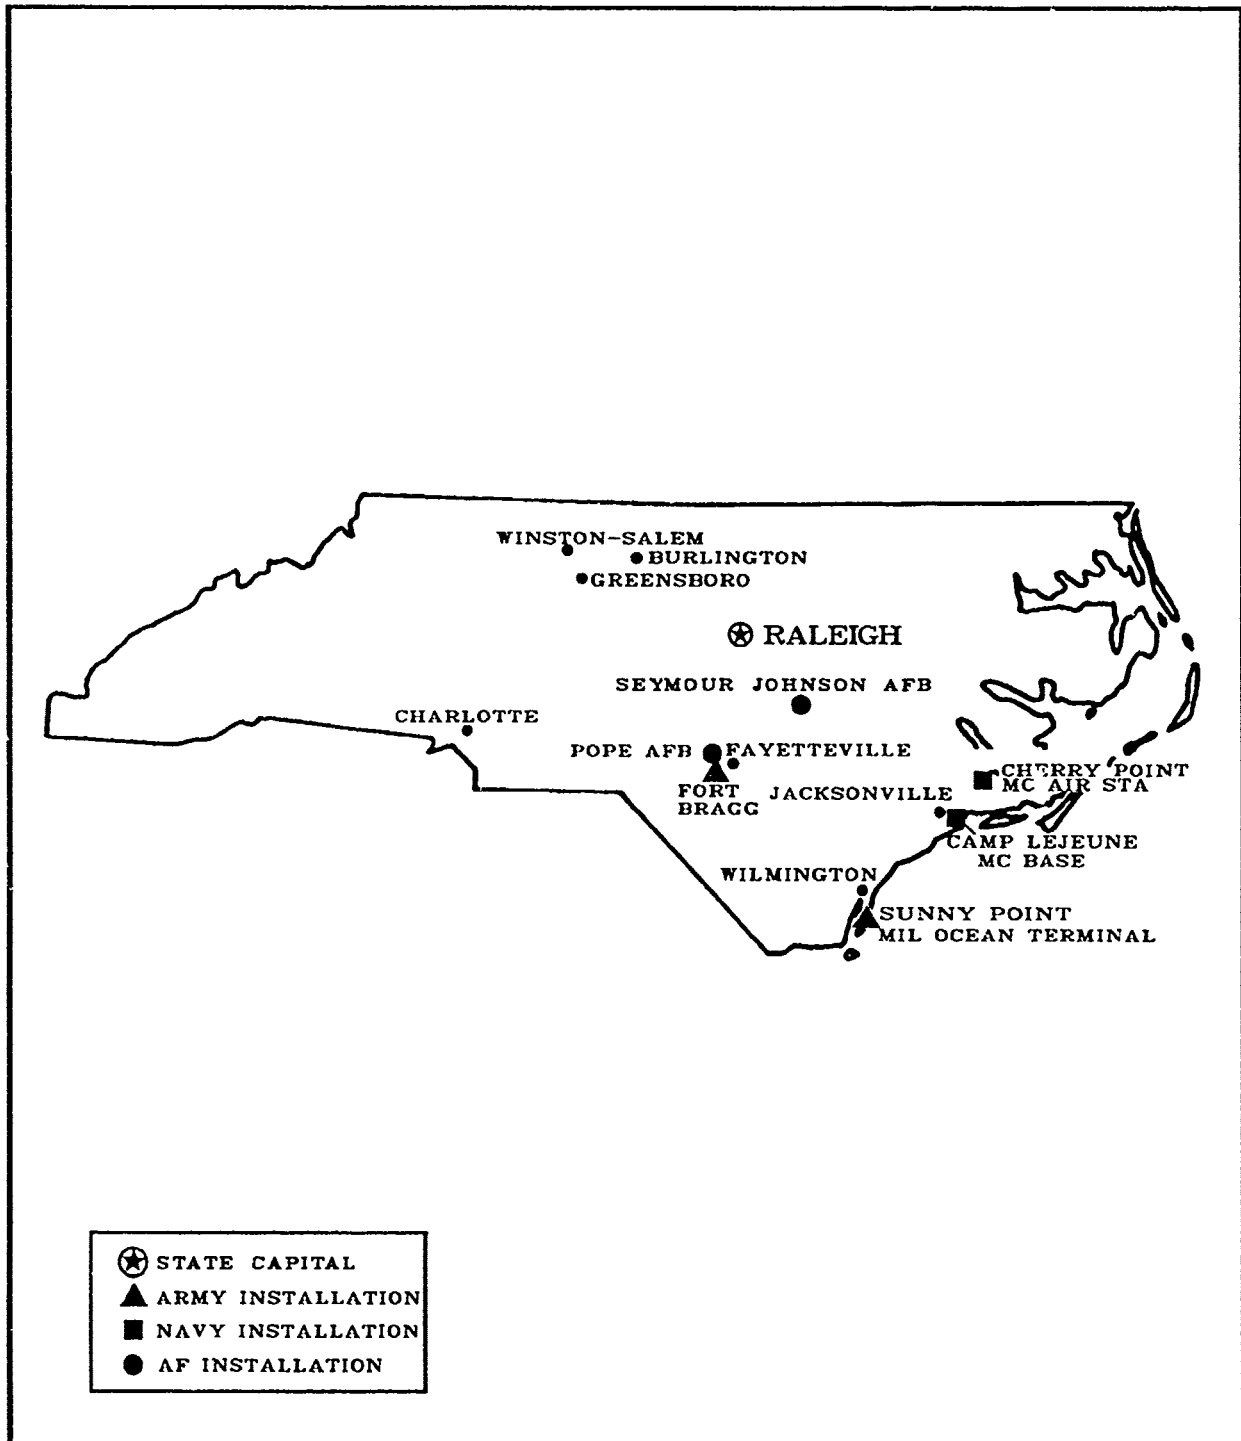 WINSTON-SALEM
BURLINGTON
GREENSBORO
RALEIGH
SEYMOUR JOHNSON AFB
CHARLOTTE
POPE AFB
FAYETTEVILLE
FORT
BRAGG
JACKSONVILLE
CHERRY POINT
MC AIR STA
CAMP LEJEUNE
MC BASE
WILMINGTON
SUNNY POINT
MIL OCEAN TERMINAL
STATE CAPITAL
ARMY INSTALLATION
NAVY INSTALLATION
AF INSTALLATION